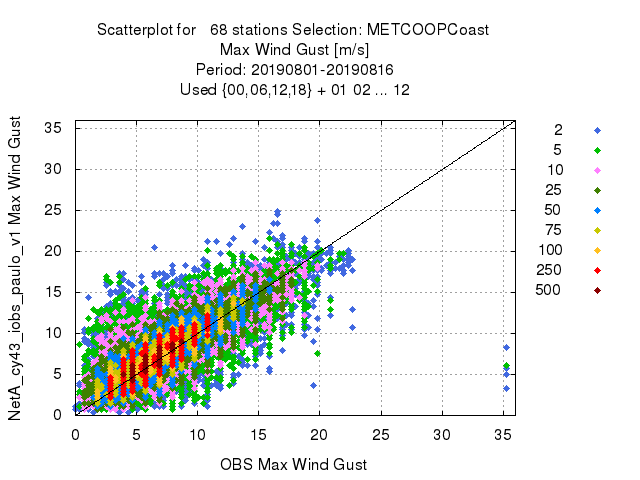 Scatterplot for 68 stations Selection: METCOOPCoast
Max Wind Gust [m/s]
Period: 20190801-20190816
Used {00,06,12,18} + 01 02 ... 12
NetA_cy43_iobs_paulo_v1 Max Wind Gust
35
30
25
20
15
10
5
0
0 5 10 15 20 25 30 35
OBS Max Wind Gust
2
5
10
25
50
75
100
250
500